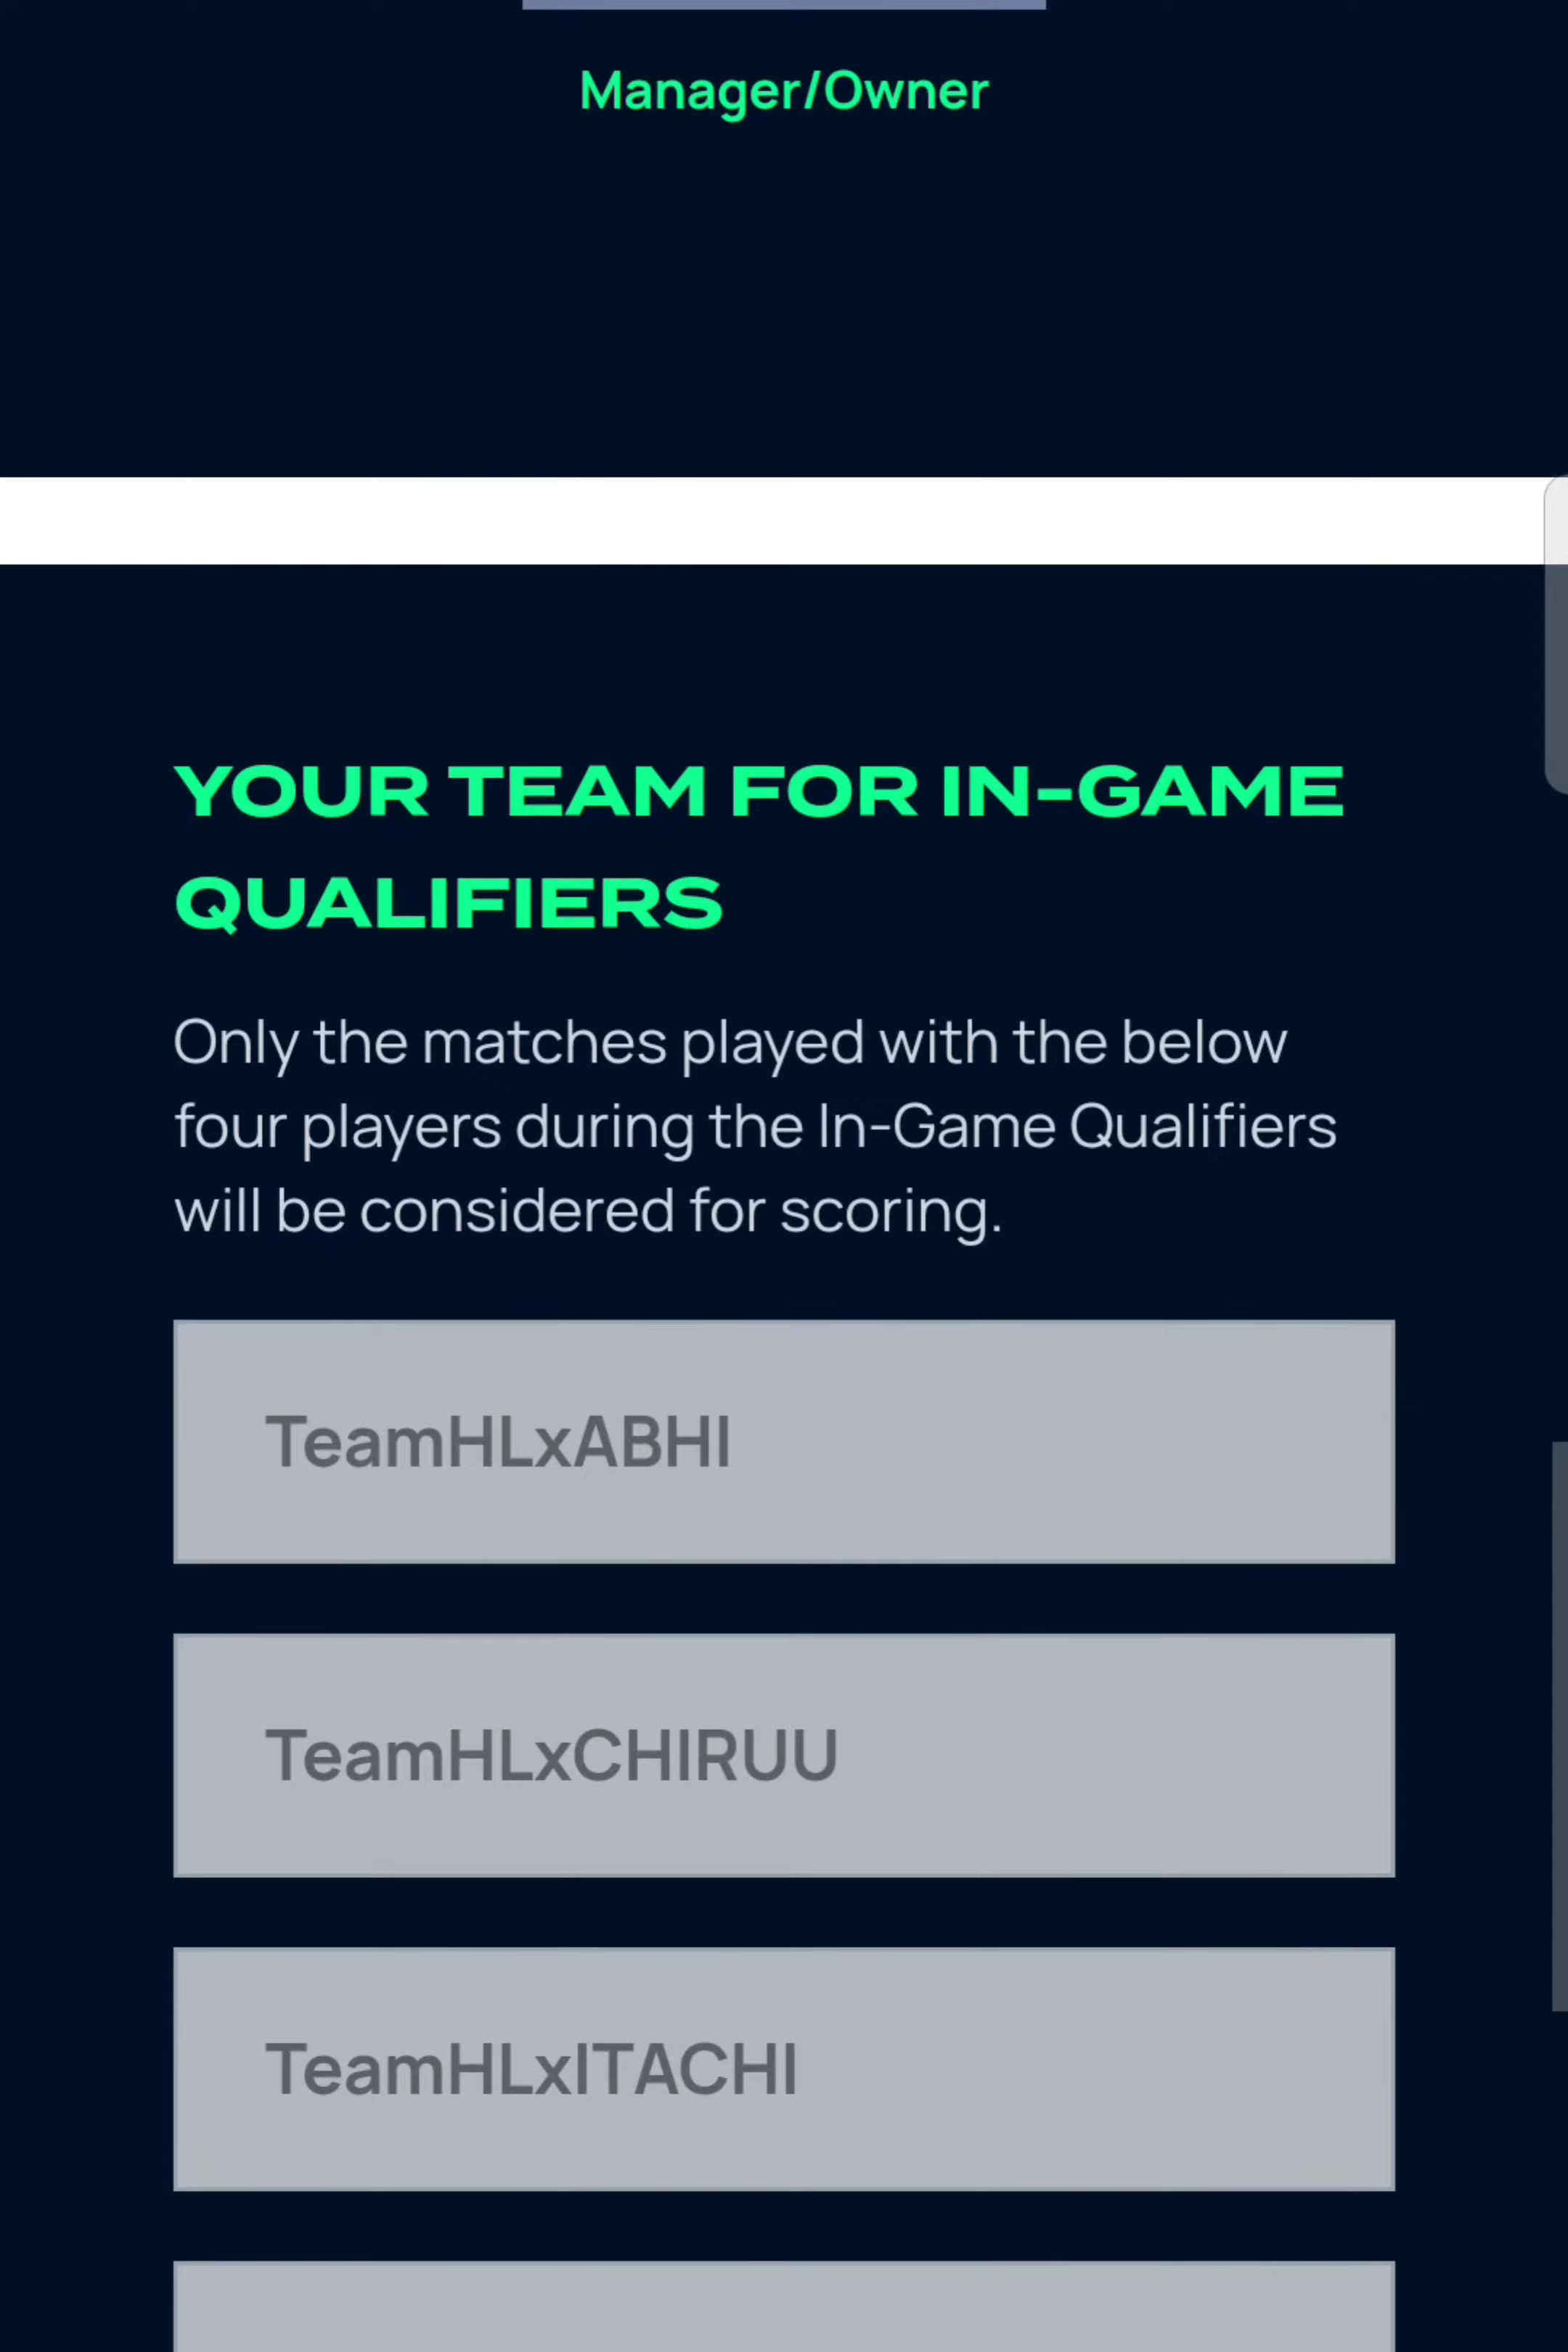 Manager/Owner
YOUR TEAM FOR IN-GAME
QUALIFIERS
Only the matches played with the below
four players during the In-Game Qualifiers
will be considered for scoring.
TeamHLxABHI
TeamHLxCHIRUU
TeamHLxITACHI